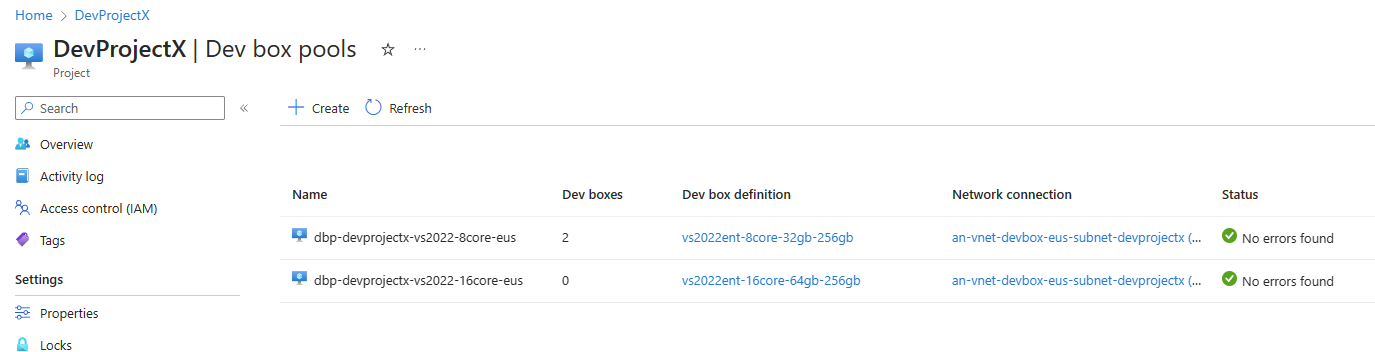 Home > DevProjectX
DevProjectX | Dev box pools ☆ ···
Project
Search «
+ Create Refresh
Overview
Activity log
Access control (IAM)
Tags
Settings
Properties
Locks
Name Dev boxes Dev box definition Network connection Status
dbp-devprojectx-vs2022-8core-eus 2 vs2022ent-8core-32gb-256gb an-vnet-devbox-eus-subnet-devprojectx (... No errors found
dbp-devprojectx-vs2022-16core-eus 0 vs2022ent-16core-64gb-256gb an-vnet-devbox-eus-subnet-devprojectx (... No errors found